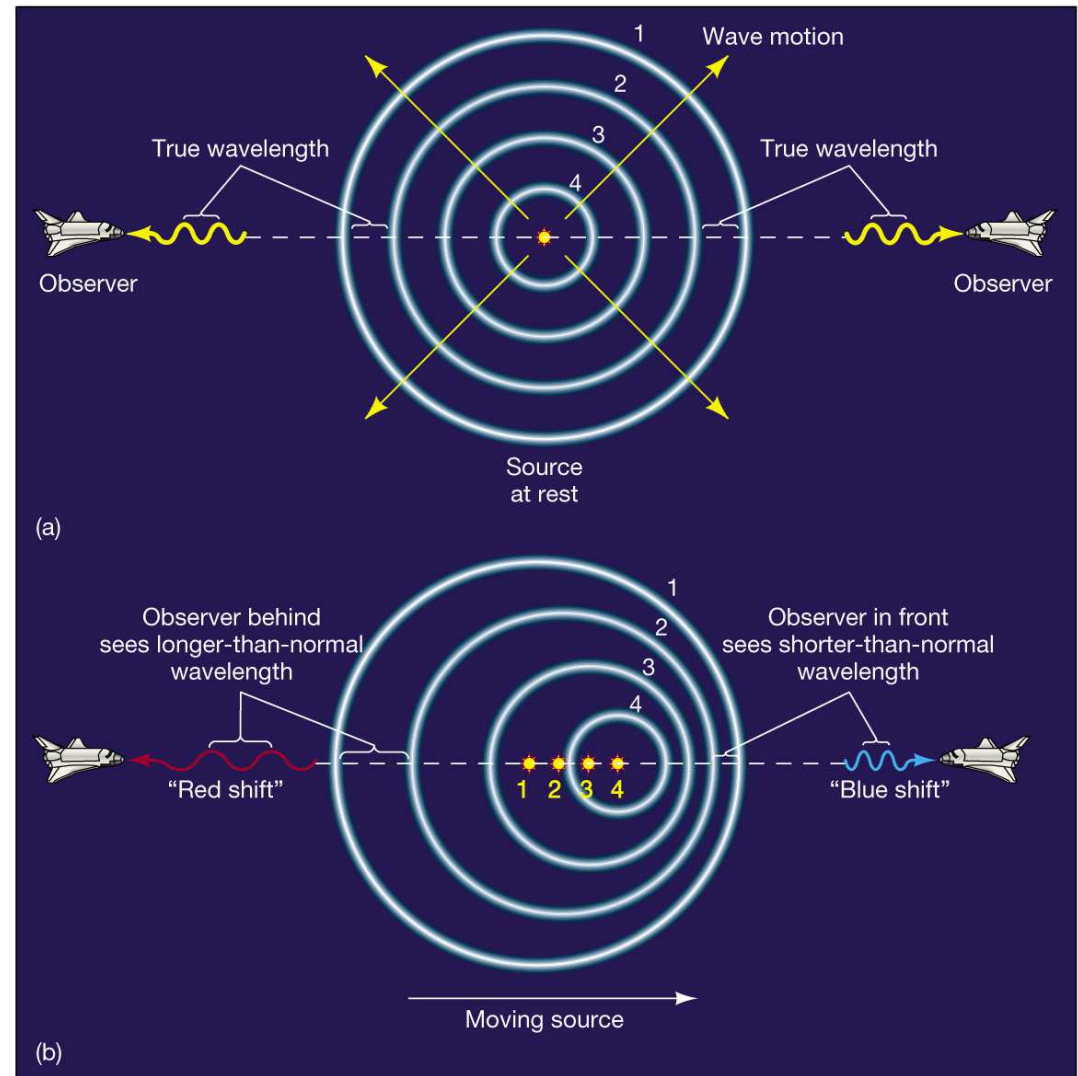 1
Wave motion
2
3
True wavelength
True wavelength
4
Observer
Observer
Source
at rest
(a)
1
Observer behind
sees longer-than-normal
wavelength
Observer in front
sees shorter-than-normal
wavelength
2
3
4
“Red shift”
“Blue shift”
1 2 3 4
Moving source
(b)